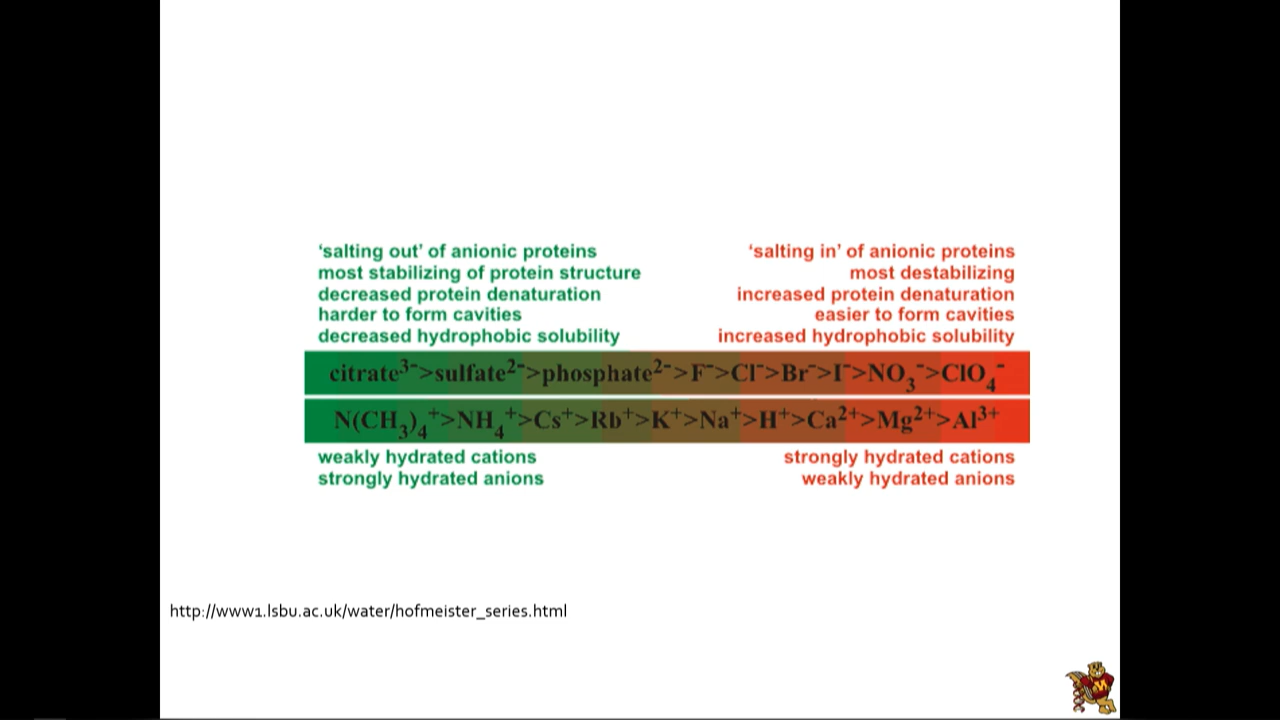 ‘salting out’ of anionic proteins
most stabilizing of protein structure
decreased protein denaturation
harder to form cavities
decreased hydrophobic solubility
‘salting in’ of anionic proteins
most destabilizing
increased protein denaturation
easier to form cavities
increased hydrophobic solubility
citrate³⁻>sulfate²⁻>phosphate²⁻>F⁻>Cl⁻>Br⁻>I⁻>NO₃⁻>ClO₄⁻
N(CH₃)₄⁺>NH₄⁺>Cs⁺>Rb⁺>K⁺>Na⁺>H⁺>Ca²⁺>Mg²⁺>Al³⁺
weakly hydrated cations
strongly hydrated anions
strongly hydrated cations
weakly hydrated anions
http://www1.lsbu.ac.uk/water/hofmeister_series.html
M